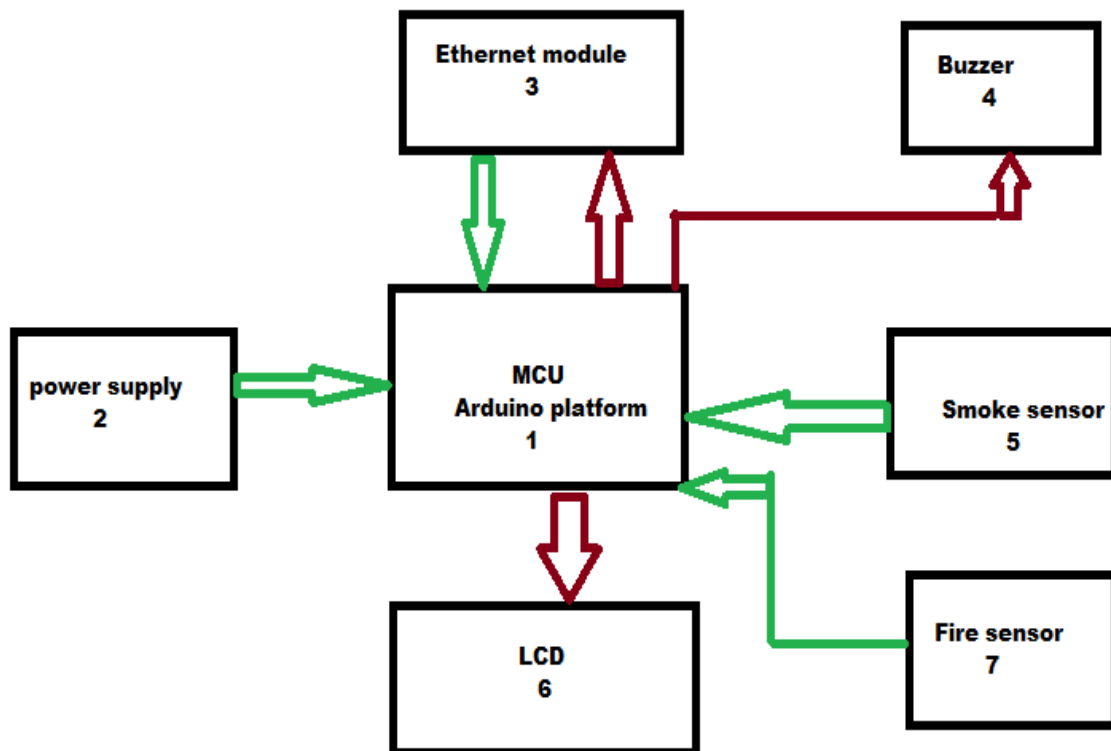 Ethernet module
3
Buzzer
4
power supply
2
MCU
Arduino platform
1
Smoke sensor
5
LCD
6
Fire sensor
7